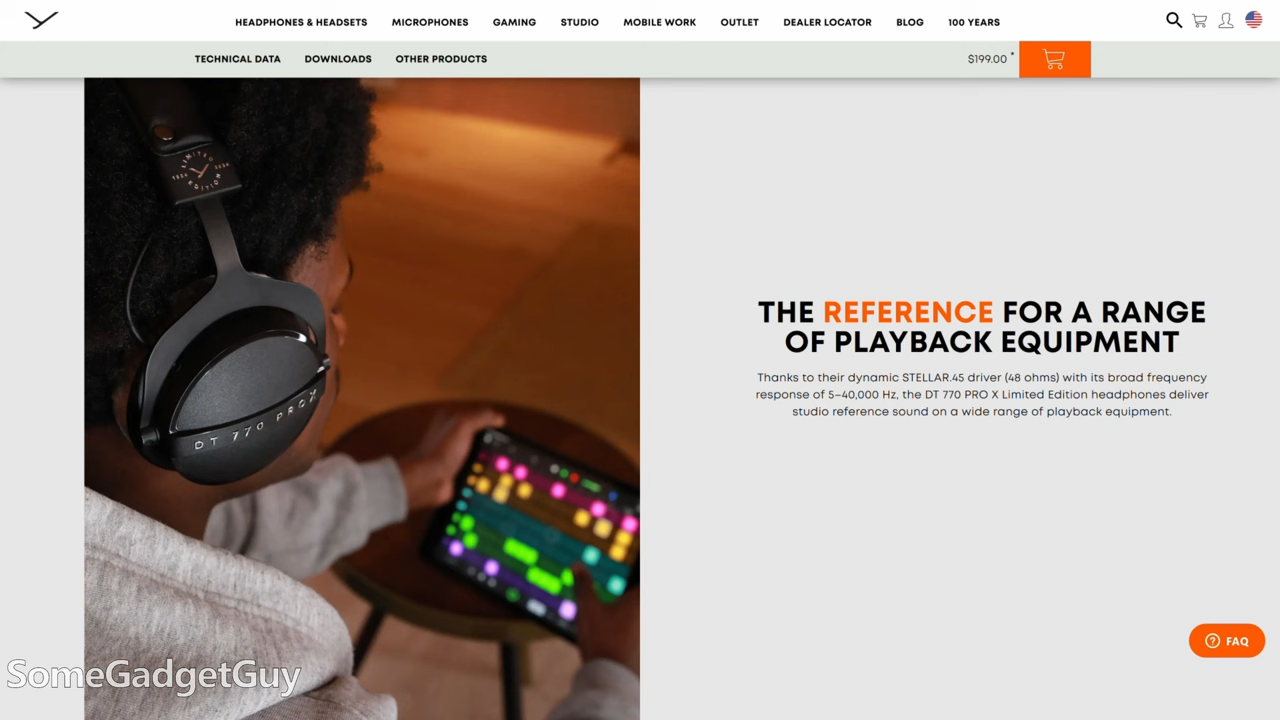 HEADPHONES & HEADSETS MICROPHONES GAMING STUDIO MOBILE WORK OUTLET DEALER LOCATOR BLOG 100 YEARS
TECHNICAL DATA DOWNLOADS OTHER PRODUCTS $199.00 *
LIMITED
1924 2024
EDITION
DT 770 PRO X
THE REFERENCE FOR A RANGE
OF PLAYBACK EQUIPMENT
Thanks to their dynamic STELLAR.45 driver (48 ohms) with its broad frequency
response of 5–40,000 Hz, the DT 770 PRO X Limited Edition headphones deliver
studio reference sound on a wide range of playback equipment.
FAQ
SomeGadgetGuy